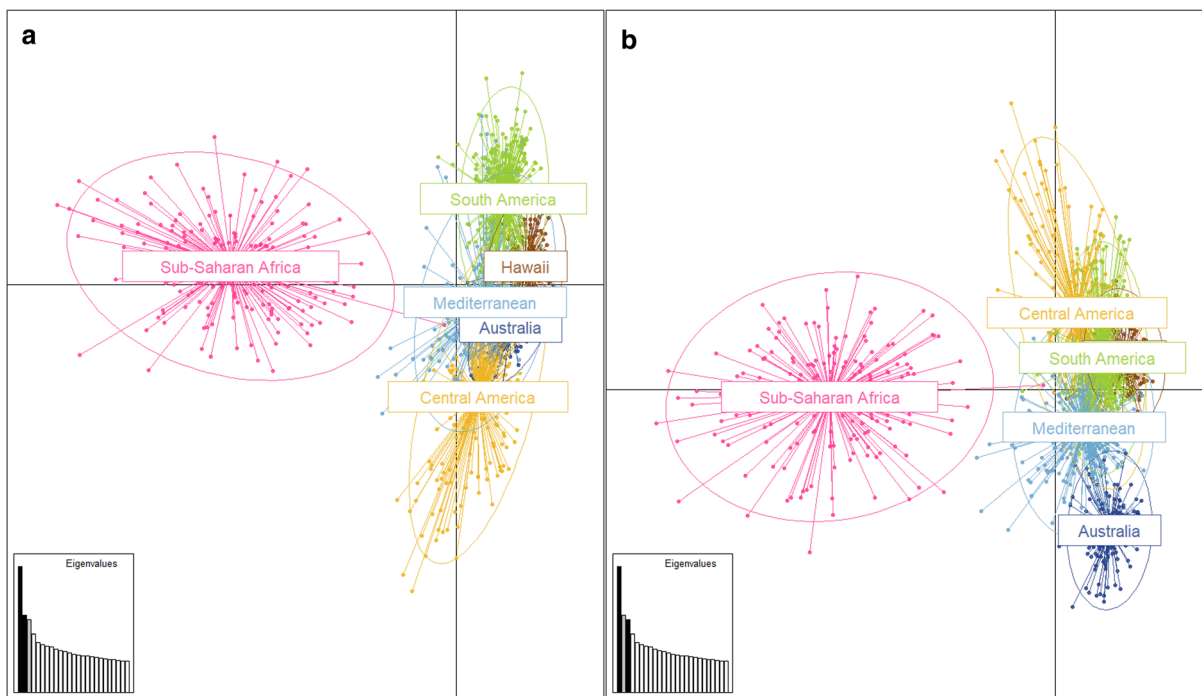 a
South America
Sub-Saharan Africa
Hawaii
Mediterranean
Australia
Central America
Eigenvalues
b
Central America
South America
Sub-Saharan Africa
Mediterranean
Australia
Eigenvalues